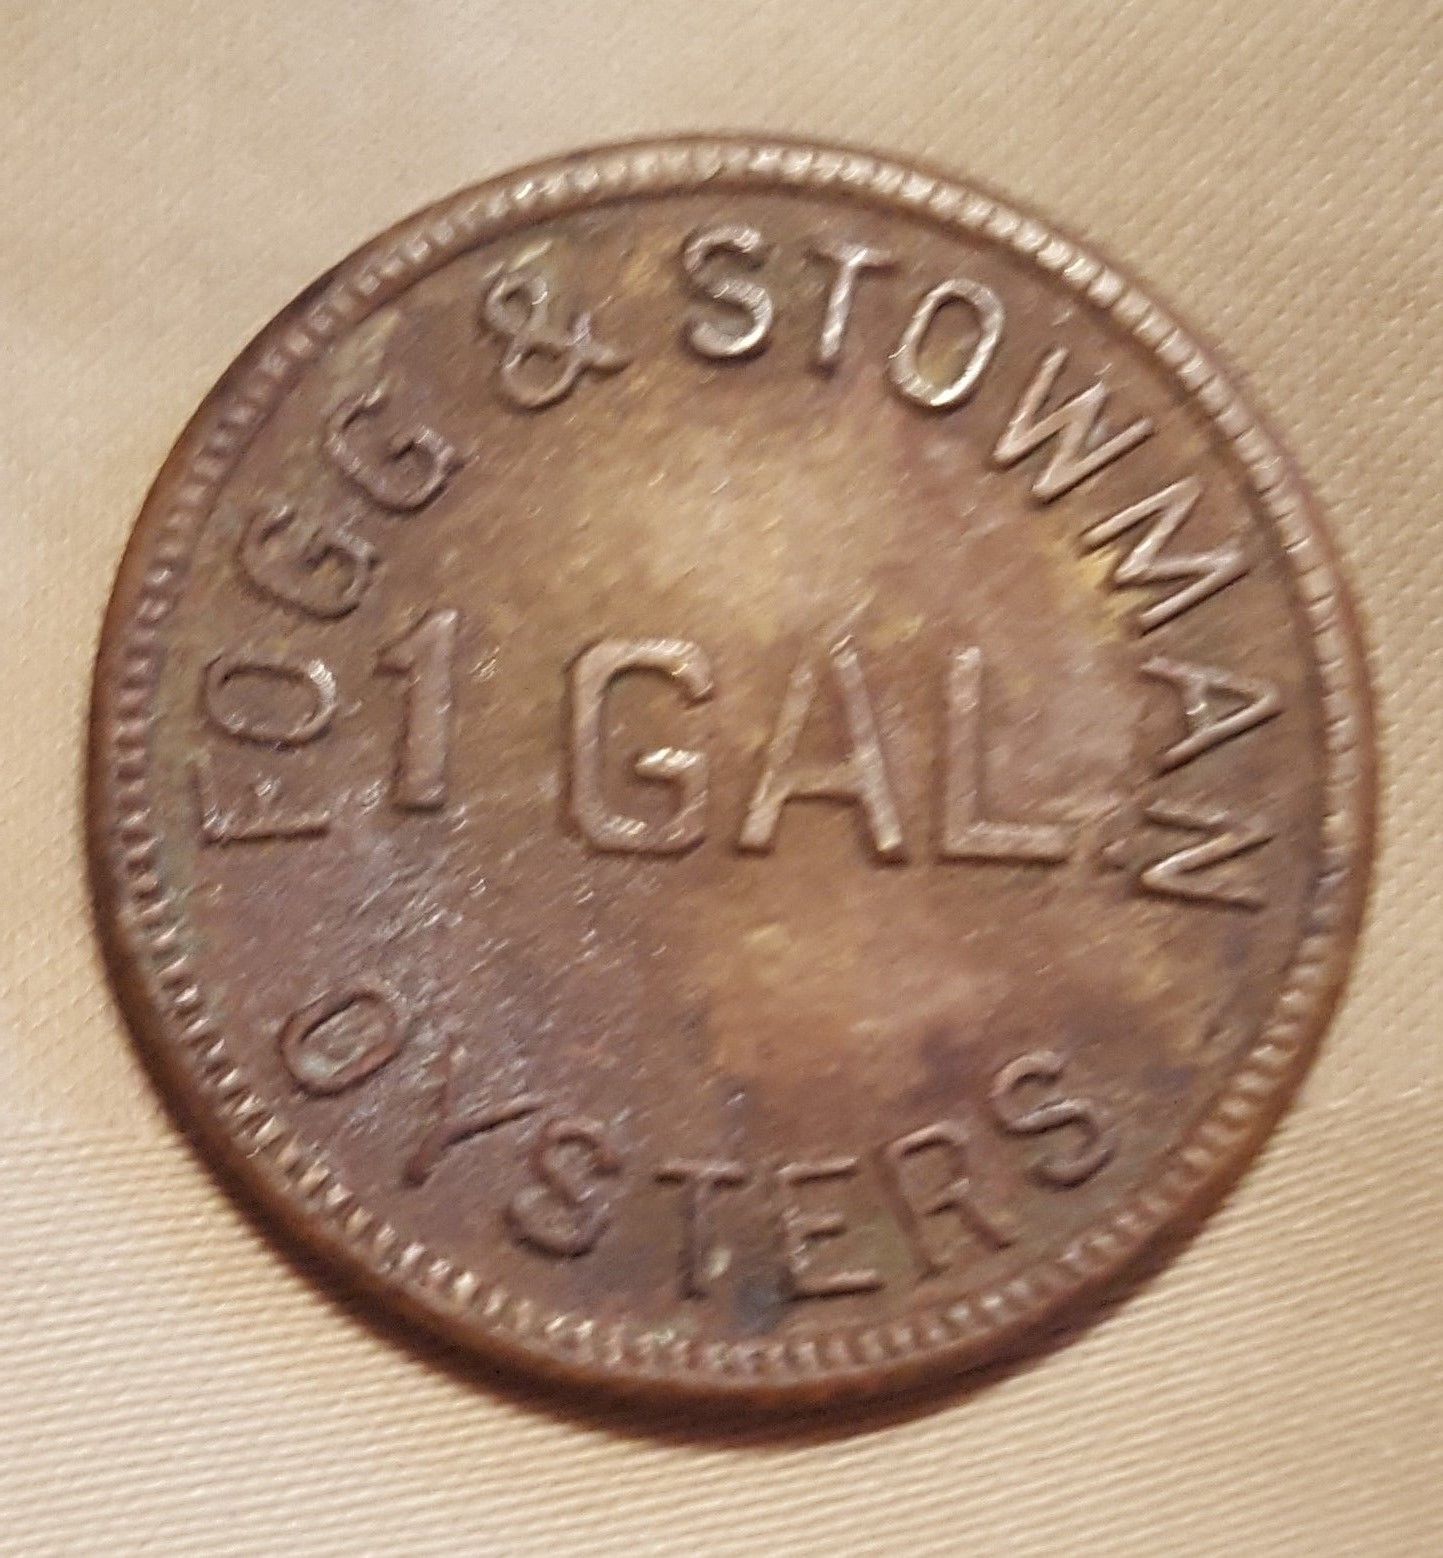 FOGG & STOWMAN
1 GAL.
OYSTERS